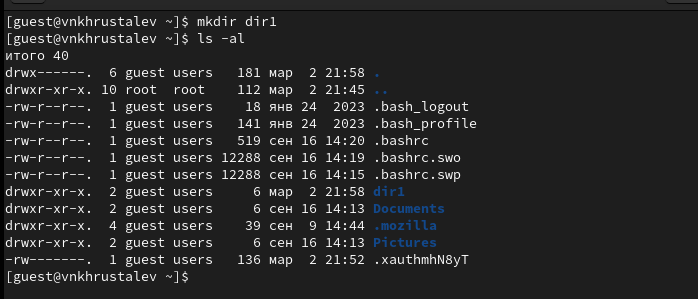 [guest@vnkhrustalev ~]$ mkdir dir1
[guest@vnkhrustalev ~]$ ls -al
итого 40
drwx------.  6 guest users   181 мар  2 21:58 .
drwxr-xr-x. 10 root  root    112 мар  2 21:45 ..
-rw-r--r--.  1 guest users    18 янв 24  2023 .bash_logout
-rw-r--r--.  1 guest users   141 янв 24  2023 .bash_profile
-rw-r--r--.  1 guest users   519 сен 16 14:20 .bashrc
-rw-r--r--.  1 guest users 12288 сен 16 14:19 .bashrc.swo
-rw-r--r--.  1 guest users 12288 сен 16 14:15 .bashrc.swp
drwxr-xr-x.  2 guest users     6 мар  2 21:58 dir1
drwxr-xr-x.  2 guest users     6 сен 16 14:13 Documents
drwxr-xr-x.  4 guest users    39 сен  9 14:44 .mozilla
drwxr-xr-x.  2 guest users     6 сен 16 14:13 Pictures
-rw-------.  1 guest users   136 мар  2 21:52 .xauthmhN8yT
[guest@vnkhrustalev ~]$